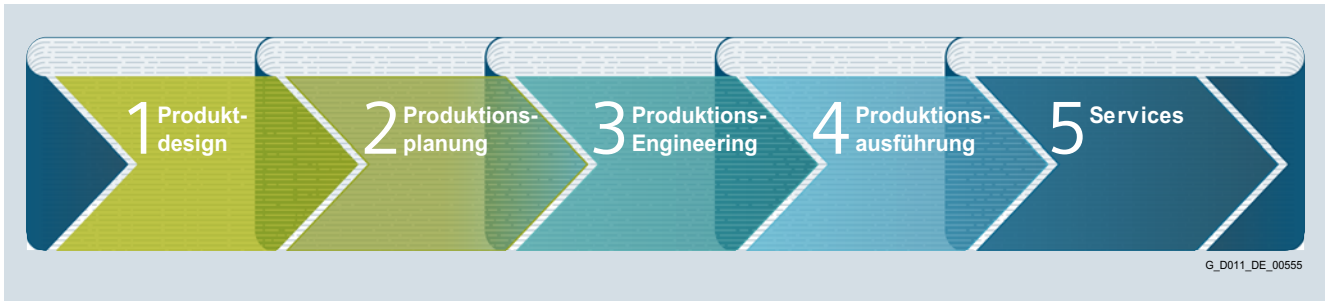 1 Produkt-
design
2 Produktions-
planung
3 Produktions-
Engineering
4 Produktions-
ausführung
5 Services
G_D011_DE_00555